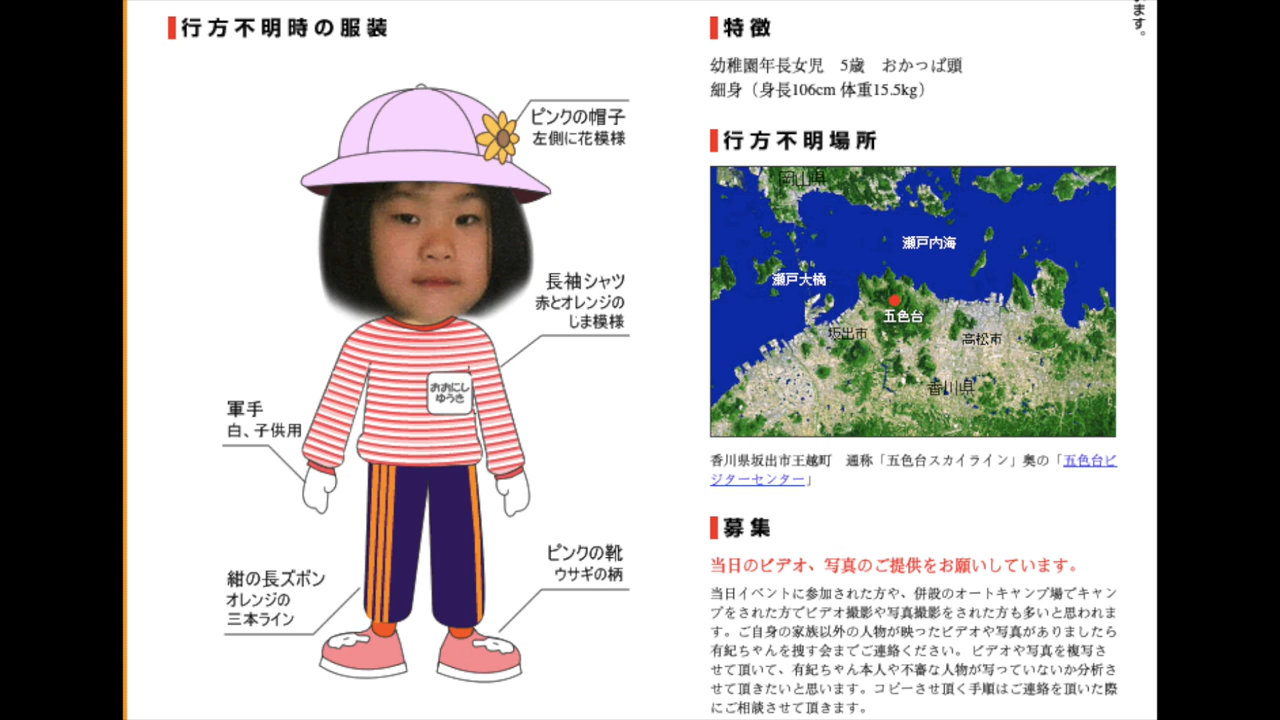 ます。
行方不明時の服装
ピンクの帽子
左側に花模様
長袖シャツ
赤とオレンジの
しま模様
おおにし
ゆうき
軍手
白、子供用
紺の長ズボン
オレンジの
三本ライン
ピンクの靴
ウサギの柄
特徴
幼稚園年長女児　5歳　おかっぱ頭
細身（身長106cm 体重15.5kg）
行方不明場所
岡山県
瀬戸内海
瀬戸大橋
五色台
坂出市
高松市
香川県
香川県坂出市王越町　通称「五色台スカイライン」奥の「五色台ビ
ジターセンター」
募集
当日のビデオ、写真のご提供をお願いしています。
当日イベントに参加された方や、併設のオートキャンプ場でキャン
プをされた方でビデオ撮影や写真撮影をされた方も多いと思われま
す。ご自身の家族以外の人物が映ったビデオや写真がありましたら
有紀ちゃんを捜す会までご連絡ください。 ビデオや写真を複写さ
せて頂いて、有紀ちゃん本人や不審な人物が写っていないか分析さ
せて頂きたいと思います。コピーさせ頂く手順はご連絡を頂いた際
にご相談させて頂きます。